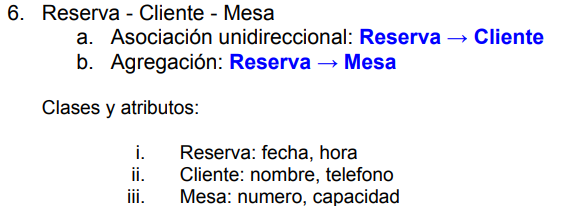 6. Reserva - Cliente - Mesa
a. Asociación unidireccional: Reserva → Cliente
b. Agregación: Reserva → Mesa
Clases y atributos:
i. Reserva: fecha, hora
ii. Cliente: nombre, telefono
iii. Mesa: numero, capacidad